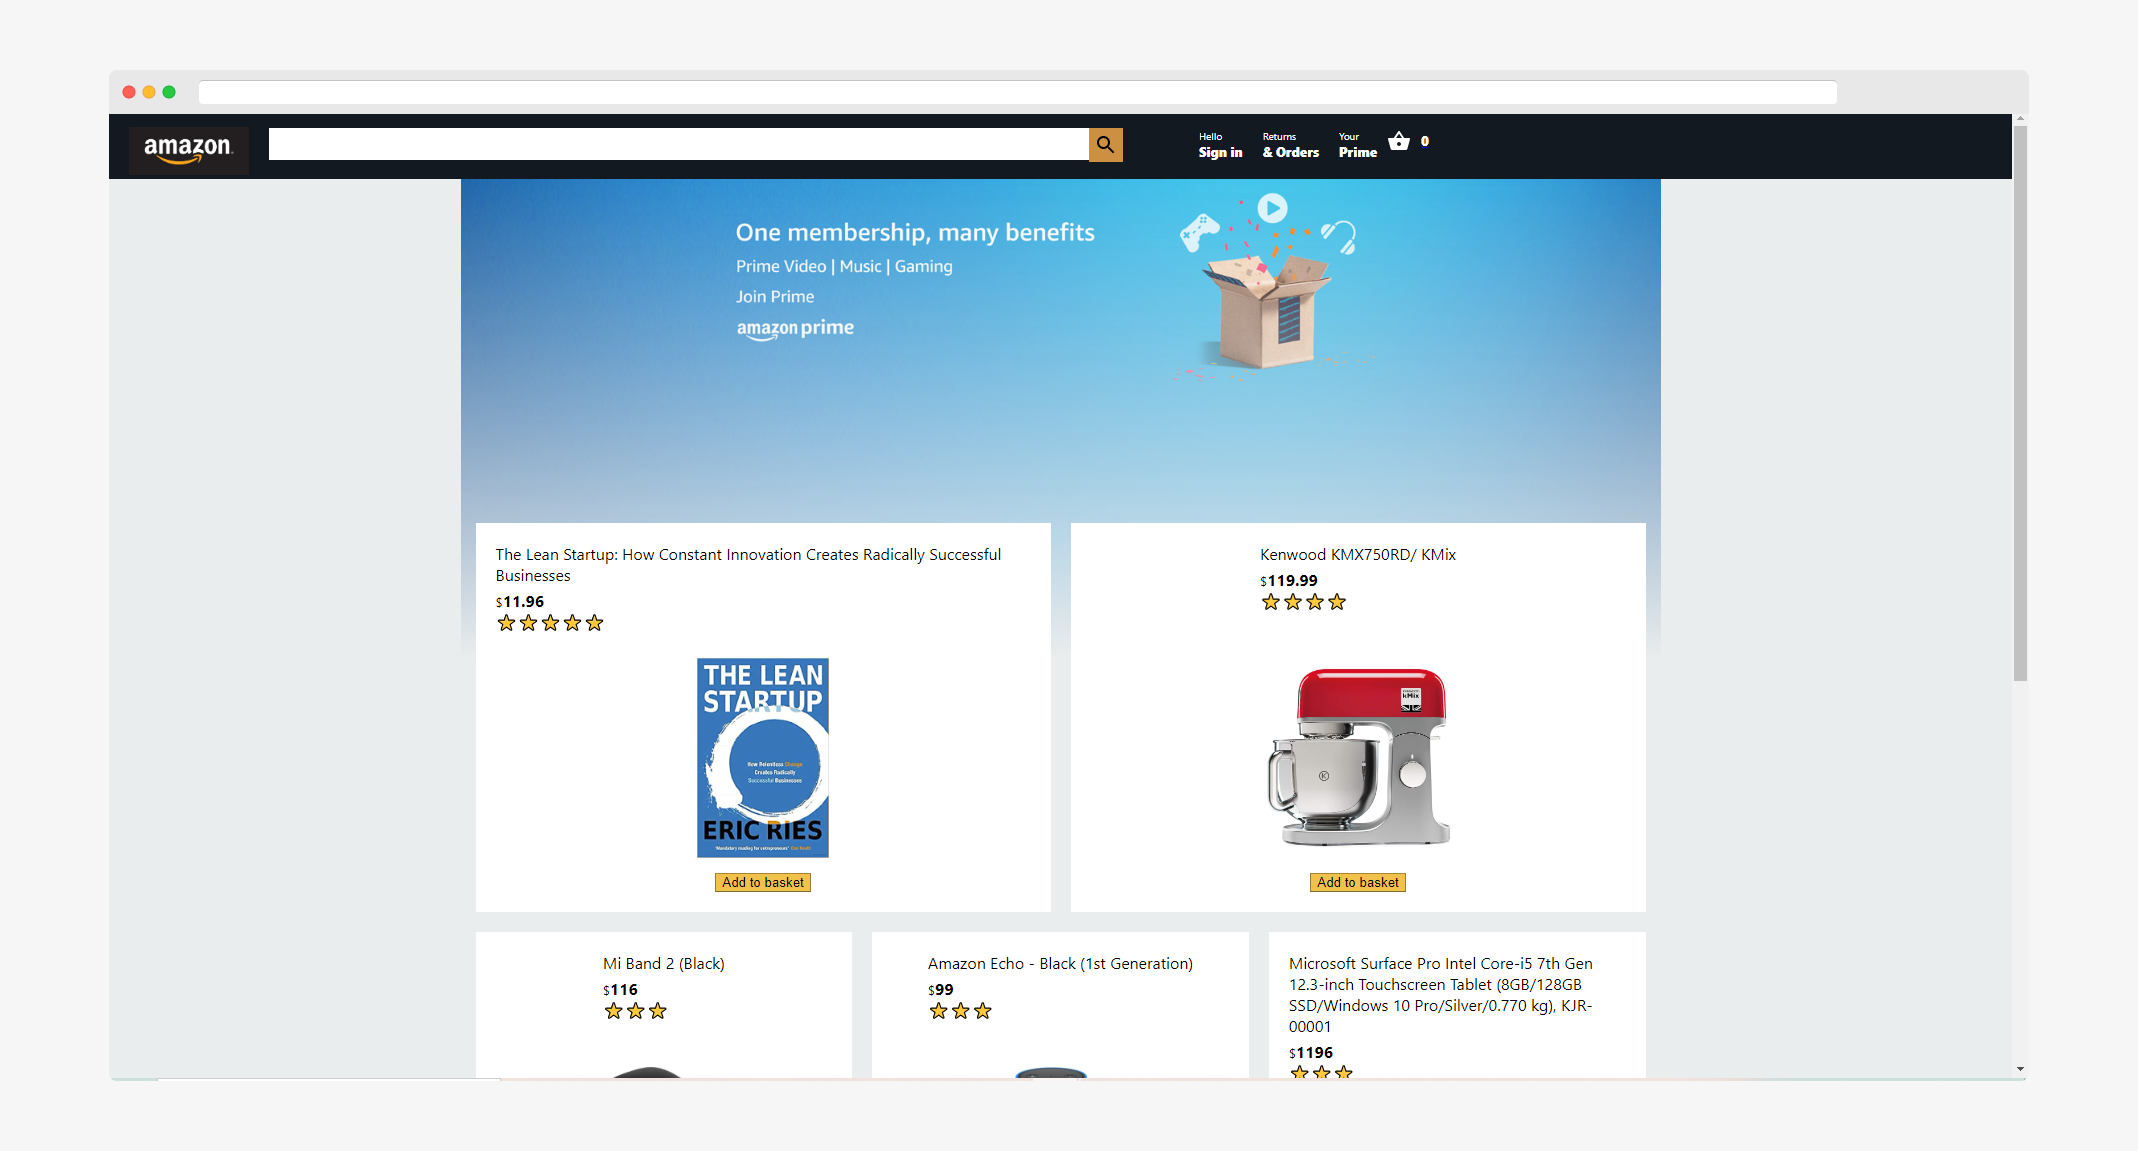 amazon
Hello
Sign in
Returns
& Orders
Your
Prime
0
One membership, many benefits
Prime Video | Music | Gaming
Join Prime
amazon prime
The Lean Startup: How Constant Innovation Creates Radically Successful
Businesses
$11.96
THE LEAN
STARTUP
How Relentless Change
Creates Radically
Successful Businesses
ERIC RIES
'Mandatory reading for entrepreneurs'
Add to basket
Kenwood KMX750RD/ KMix
$119.99
kMix
K
Add to basket
Mi Band 2 (Black)
$116
Amazon Echo - Black (1st Generation)
$99
Microsoft Surface Pro Intel Core-i5 7th Gen
12.3-inch Touchscreen Tablet (8GB/128GB
SSD/Windows 10 Pro/Silver/0.770 kg), KJR-
00001
$1196